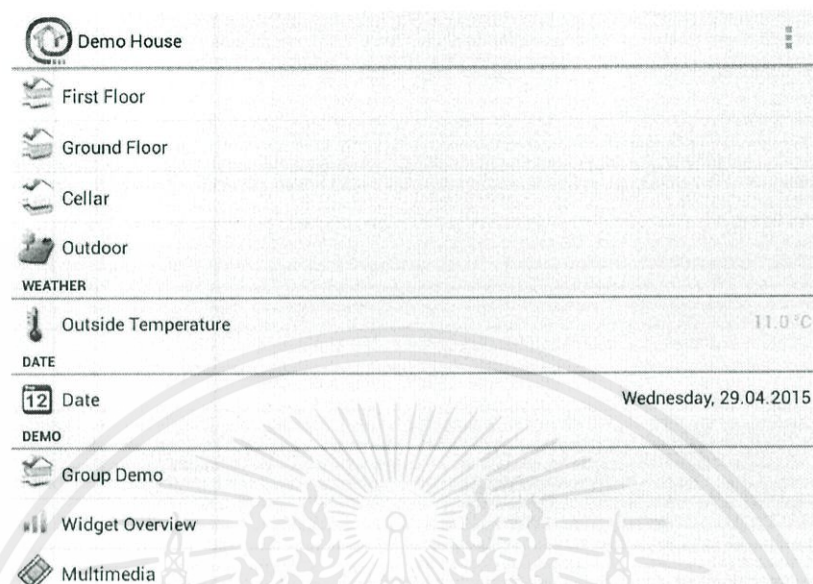 Demo House
First Floor
Ground Floor
Cellar
Outdoor
WEATHER
Outside Temperature 11.0 °C
DATE
12 Date Wednesday, 29.04.2015
DEMO
Group Demo
Widget Overview
Multimedia